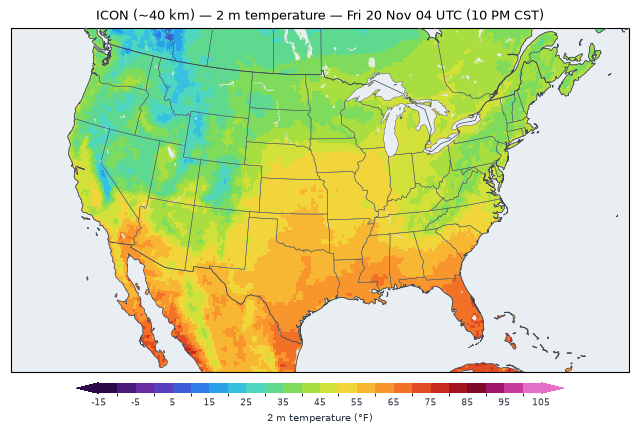 ICON (~40 km) — 2 m temperature — Fri 20 Nov 04 UTC (10 PM CST)
-15 -5 5 15 25 35 45 55 65 75 85 95 105
2 m temperature (°F)